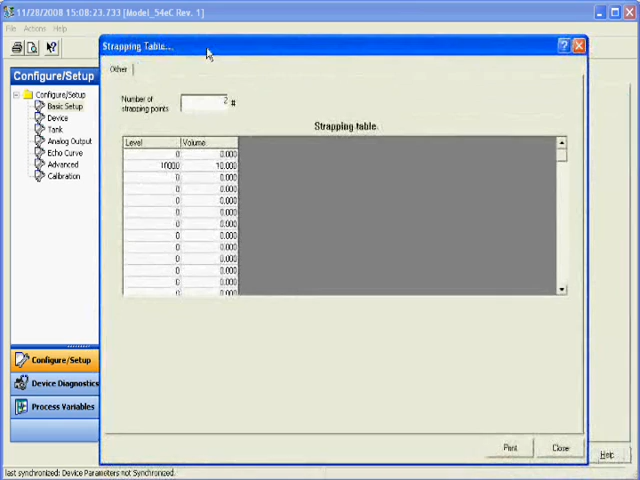 11/28/2008 15:08:23.733 [Model_54eC Rev. 1]
File Actions Help
Configure/Setup
Configure/Setup
Basic Setup
Device
Tank
Analog Output
Echo Curve
Advanced
Calibration
Configure/Setup
Device Diagnostics
Process Variables
Strapping Table...
Other
Number of
strapping points
2 #
Strapping table.
Level Volume
0 0.000
10000 10.000
0 0.000
0 0.000
0 0.000
0 0.000
0 0.000
0 0.000
0 0.000
0 0.000
0 0.000
0 0.000
0 0.000
Print Close
Help
last synchronized: Device Parameters not Synchronized.